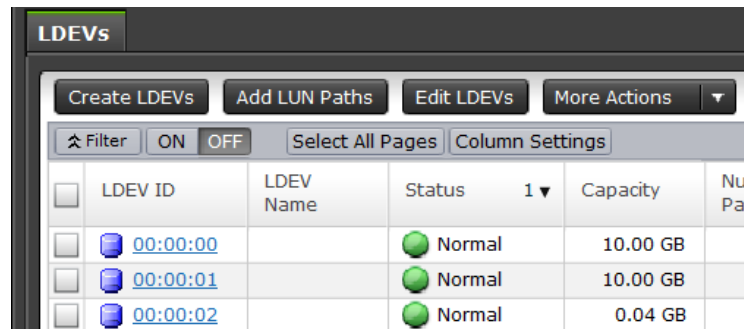 LDEVs
Create LDEVs Add LUN Paths Edit LDEVs More Actions
Filter ON OFF Select All Pages Column Settings
LDEV ID LDEV Name Status 1 Capacity Nu Pa
00:00:00 Normal 10.00 GB
00:00:01 Normal 10.00 GB
00:00:02 Normal 0.04 GB